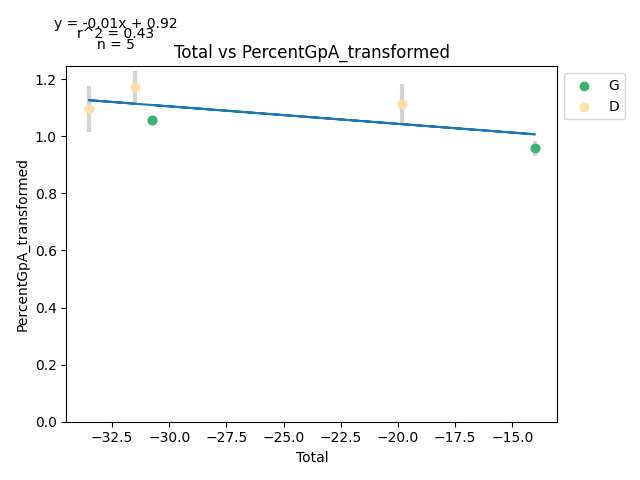 y = -0.01x + 0.92
r^2 = 0.43
n = 5
Total vs PercentGpA_transformed
G
D
1.2
1.0
0.8
0.6
0.4
0.2
0.0
PercentGpA_transformed
−32.5 −30.0 −27.5 −25.0 −22.5 −20.0 −17.5 −15.0
Total